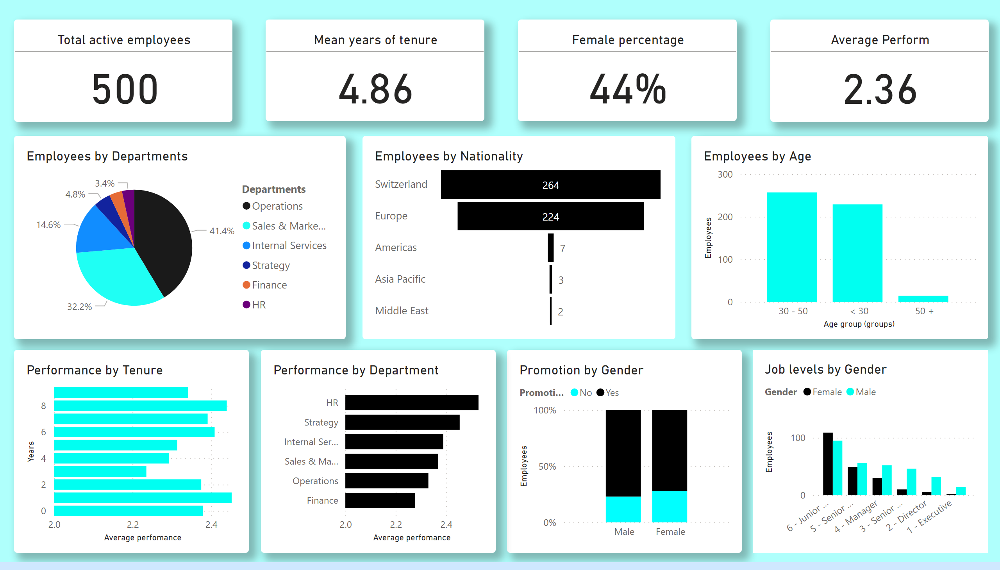 Total active employees
500
Mean years of tenure
4.86
Female percentage
44%
Average Perform
2.36
Employees by Departments
3.4%
4.8%
14.6%
41.4%
32.2%
Departments
Operations
Sales & Marke...
Internal Services
Strategy
Finance
HR
Employees by Nationality
Switzerland 264
Europe 224
Americas 7
Asia Pacific 3
Middle East 2
Employees by Age
300
200
100
0
Employees
30 - 50 < 30 50 +
Age group (groups)
Performance by Tenure
8
6
4
2
0
Years
2.0 2.2 2.4
Average perfomance
Performance by Department
HR
Strategy
Internal Ser...
Sales & Ma...
Operations
Finance
2.0 2.2 2.4
Average perfomance
Promotion by Gender
Promoti... No Yes
100%
50%
0%
Employees
Male Female
Job levels by Gender
Gender Female Male
100
0
Employees
6 - Junior ...
5 - Senior ...
4 - Manager
3 - Senior ...
2 - Director
1 - Executive